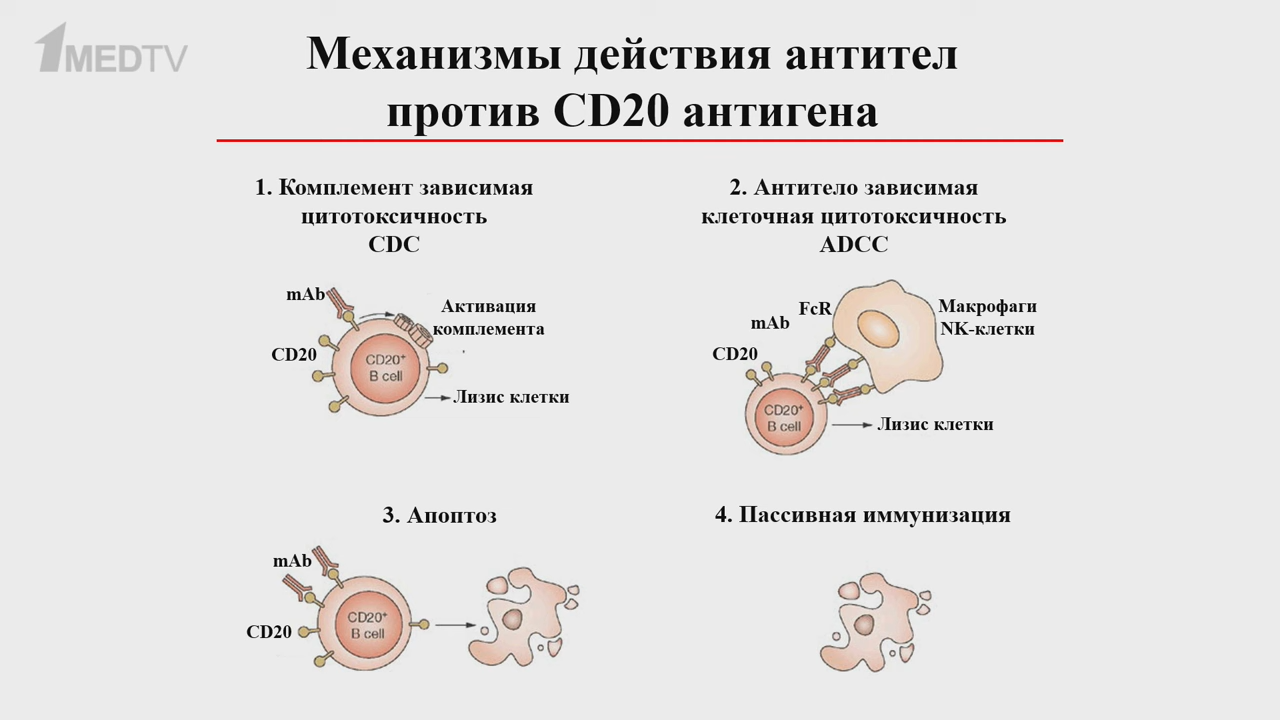 1MEDTV
Механизмы действия антител
против CD20 антигена
1. Комплемент зависимая
цитотоксичность
CDC
mAb
Активация
комплемента
CD20
CD20+
B cell
Лизис клетки
2. Антитело зависимая
клеточная цитотоксичность
ADCC
FcR
Макрофаги
NK-клетки
mAb
CD20
CD20+
B cell
Лизис клетки
3. Апоптоз
mAb
CD20+
B cell
CD20
4. Пассивная иммунизация